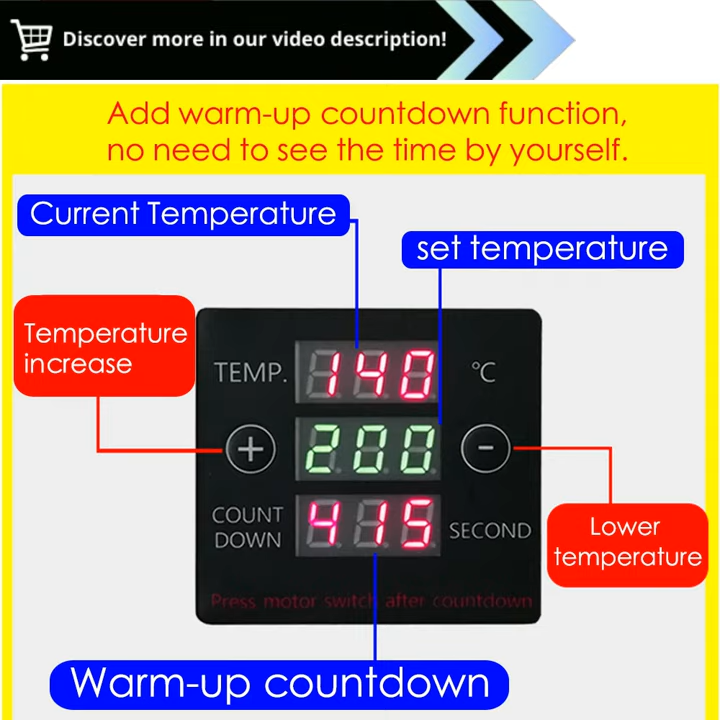 Discover more in our video description!
Add warm-up countdown function,
no need to see the time by yourself.
Current Temperature
set temperature
Temperature
increase
TEMP.
140
°C
+
200
-
COUNT
DOWN
415
SECOND
Lower
temperature
Press motor switch after countdown
Warm-up countdown